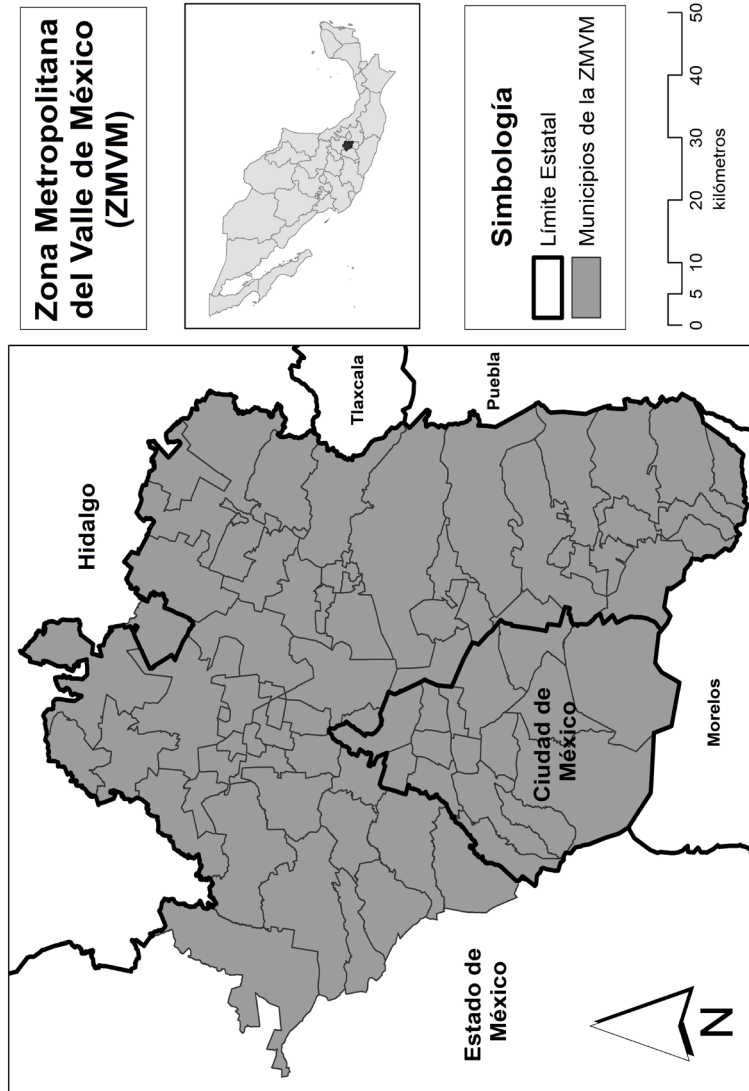 Zona Metropolitana
del Valle de México
(ZMVM)
Hidalgo
Tlaxcala
Puebla
Ciudad de
México
Morelos
Estado de
México
N
Simbología
Límite Estatal
Municipios de la ZMVM
0 5 10 20 30 40 50
kilómetros